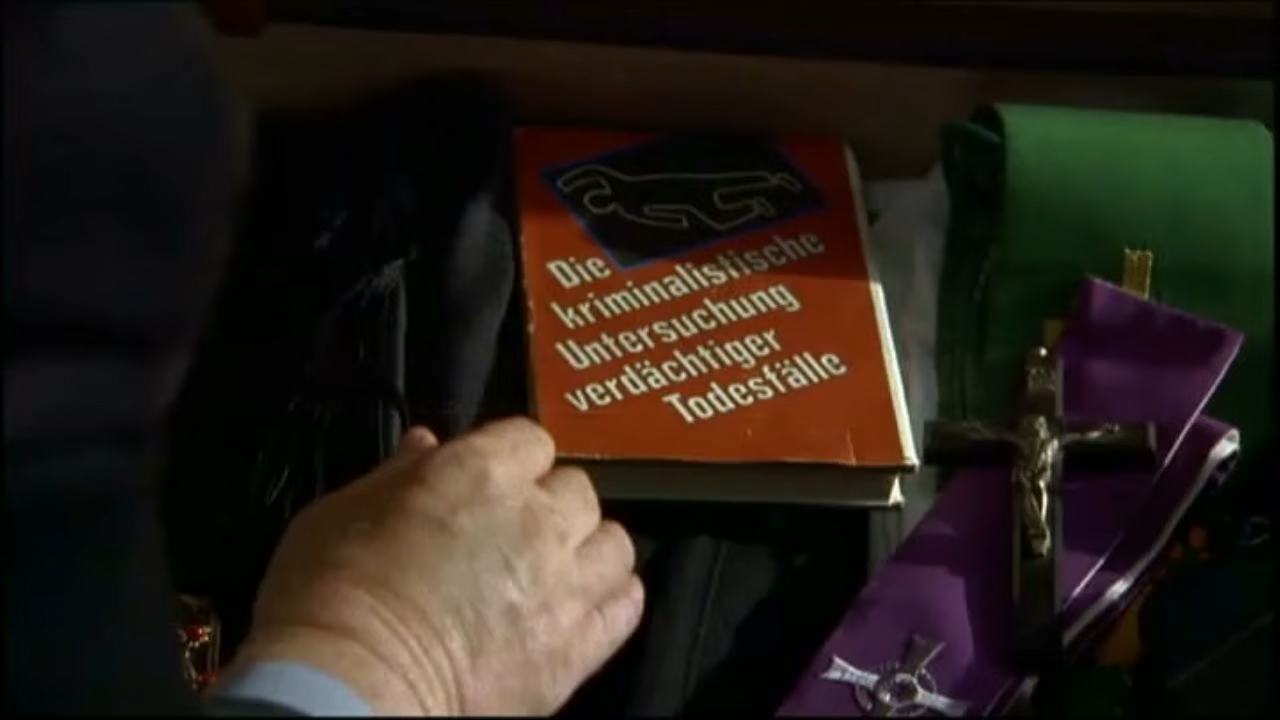 Die
kriminalistische
Untersuchung
verdächtiger
Todesfälle